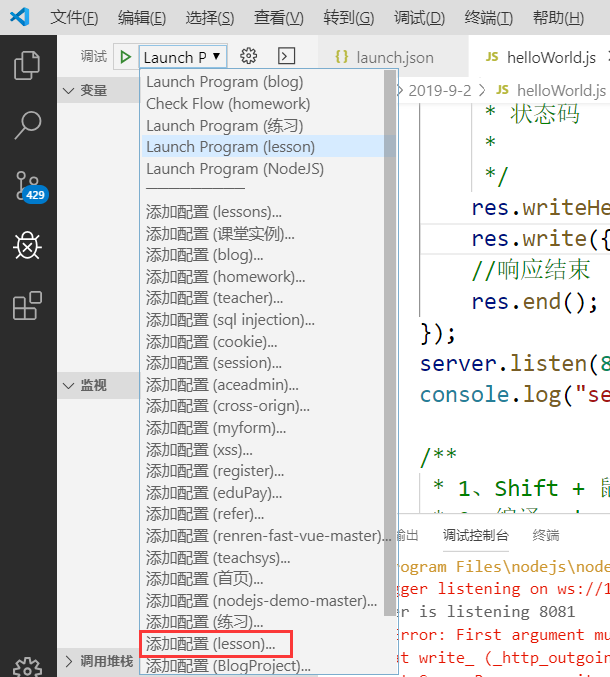 文件(F) 编辑(E) 选择(S) 查看(V) 转到(G) 调试(D) 终端(T) 帮助(H)
调试 Launch P launch.json JS helloWorld.js
变量
2019-9-2 JS helloWorld.js
Launch Program (blog)
Check Flow (homework)
Launch Program (练习)
Launch Program (lesson)
Launch Program (NodeJS)
添加配置 (lessons)...
添加配置 (课堂实例)...
添加配置 (blog)...
添加配置 (homework)...
添加配置 (teacher)...
添加配置 (sql injection)...
添加配置 (cookie)...
添加配置 (session)...
添加配置 (aceadmin)...
添加配置 (cross-orign)...
添加配置 (myform)...
添加配置 (xss)...
添加配置 (register)...
添加配置 (eduPay)...
添加配置 (refer)...
添加配置 (renren-fast-vue-master)...
添加配置 (teachsys)...
添加配置 (首页)...
添加配置 (nodejs-demo-master)...
添加配置 (练习)...
添加配置 (lesson)...
添加配置 (BlogProject)...
429
监视
调用堆栈
* 状态码
*
*/
res.writeHe
res.write({
//响应结束
res.end();
});
server.listen(8
console.log("se
/**
* 1、Shift + 鼠
调试控制台 终端
rogram Files\nodejs\node
gger listening on ws://1
er is listening 8081
rror: First argument mu
t write_ (_http_outgoin